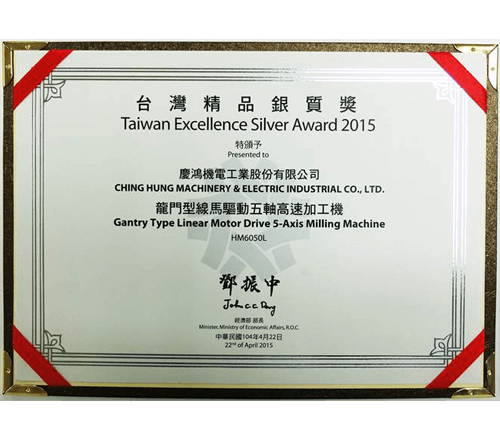 台灣精品銀質獎
Taiwan Excellence Silver Award 2015
特頒予
Presented to
慶鴻機電工業股份有限公司
CHING HUNG MACHINERY & ELECTRIC INDUSTRIAL CO., LTD.
龍門型線馬驅動五軸高速加工機
Gantry Type Linear Motor Drive 5-Axis Milling Machine
HM6050L
鄧振中
John C.C. Deng
經濟部 部長
Minister, Ministry of Economic Affairs, R.O.C.
中華民國104年4月22日
22nd of April 2015